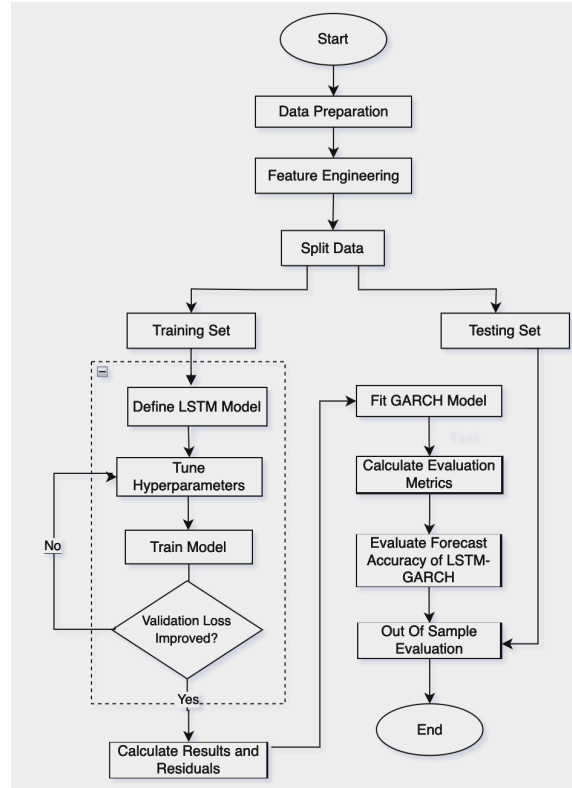 Start
Data Preparation
Feature Engineering
Split Data
Training Set
Testing Set
Define LSTM Model
Tune
Hyperparameters
Train Model
No
Validation Loss
Improved?
Yes
Calculate Results and
Residuals
Fit GARCH Model
Calculate Evaluation
Metrics
Evaluate Forecast
Accuracy of LSTM-
GARCH
Out Of Sample
Evaluation
End